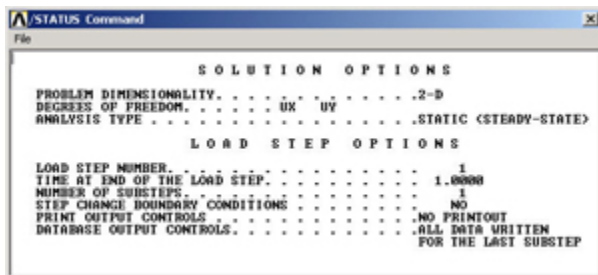 /STATUS Command
File
S O L U T I O N   O P T I O N S
PROBLEM DIMENSIONALITY. . . . . . . . . . . . .2-D
DEGREES OF FREEDOM. . . . . . UX   UY
ANALYSIS TYPE . . . . . . . . . . . . . . . . .STATIC (STEADY-STATE)
L O A D   S T E P   O P T I O N S
LOAD STEP NUMBER. . . . . . . . . . . . . . . . 1
TIME AT END OF THE LOAD STEP. . . . . . . . . . 1.0000
NUMBER OF SUBSTEPS. . . . . . . . . . . . . . . 1
STEP CHANGE BOUNDARY CONDITIONS . . . . . . . . NO
PRINT OUTPUT CONTROLS . . . . . . . . . . . . .NO PRINTOUT
DATABASE OUTPUT CONTROLS. . . . . . . . . . . .ALL DATA WRITTEN
FOR THE LAST SUBSTEP